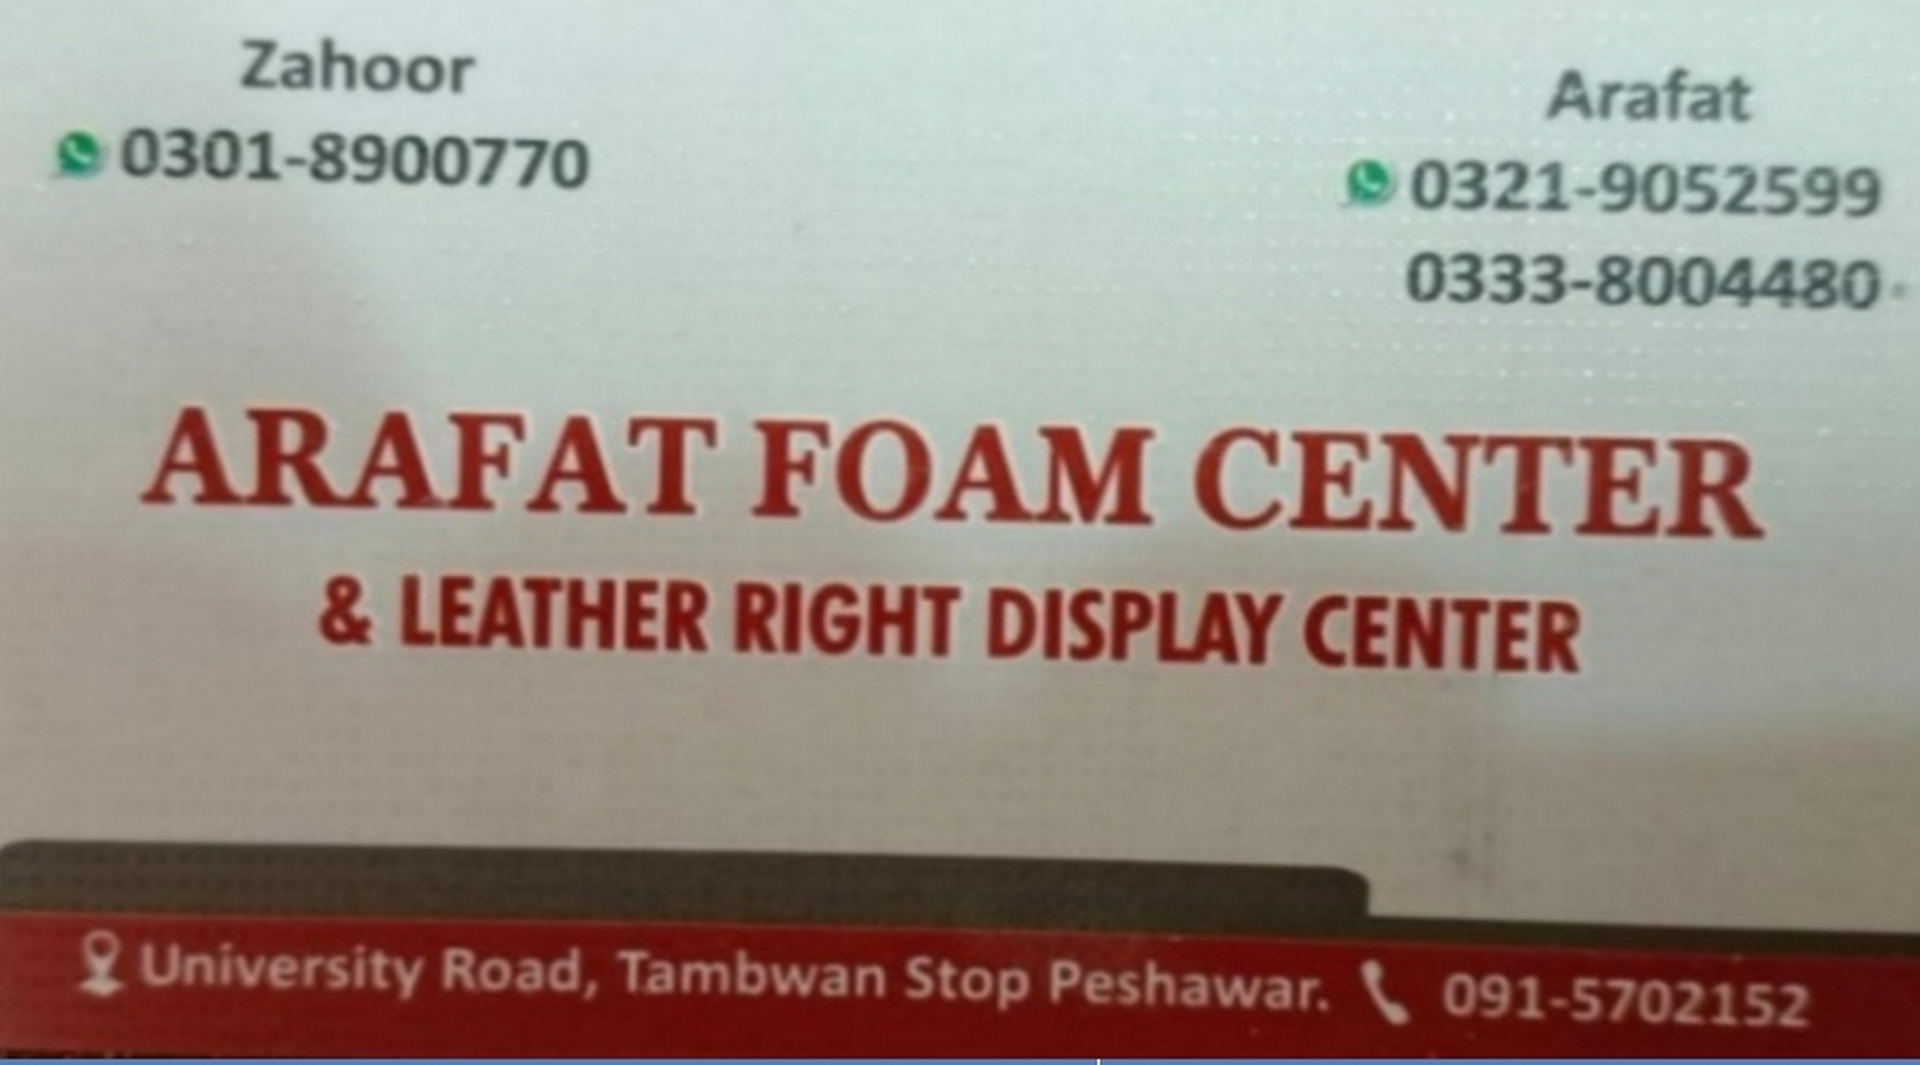 Zahoor
0301-8900770
Arafat
0321-9052599
0333-8004480
ARAFAT FOAM CENTER
& LEATHER RIGHT DISPLAY CENTER
University Road, Tambwan Stop Peshawar. 091-5702152